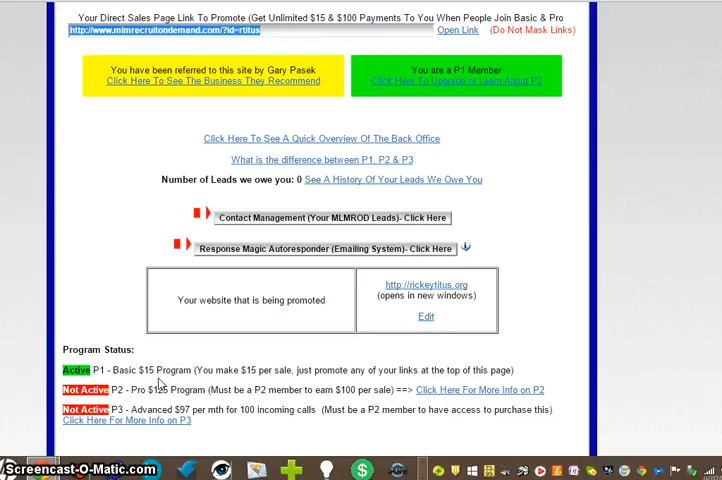 Your Direct Sales Page Link To Promote (Get Unlimited $15 & $100 Payments To You When People Join Basic & Pro
http://www.mlmrecruitondemand.com/?id=rtitus Open Link (Do Not Mask Links)
You have been referred to this site by Gary Pasek
Click Here To See The Business They Recommend
You are a P1 Member
Click Here To Upgrade or Learn About P2
Click Here To See A Quick Overview Of The Back Office
What is the difference between P1, P2 & P3
Number of Leads we owe you: 0 See A History Of Your Leads We Owe You
Contact Management (Your MLMROD Leads)- Click Here
Response Magic Autoresponder (Emailing System)- Click Here
Your website that is being promoted
http://rickeytitus.org
(opens in new windows)
Edit
Program Status:
Active P1 - Basic $15 Program (You make $15 per sale, just promote any of your links at the top of this page)
Not Active P2 - Pro $125 Program (Must be a P2 member to earn $100 per sale) ==> Click Here For More Info on P2
Not Active P3 - Advanced $97 per mth for 100 incoming calls (Must be a P2 member to have access to purchase this)
Click Here For More Info on P3
Screencast-O-Matic.com